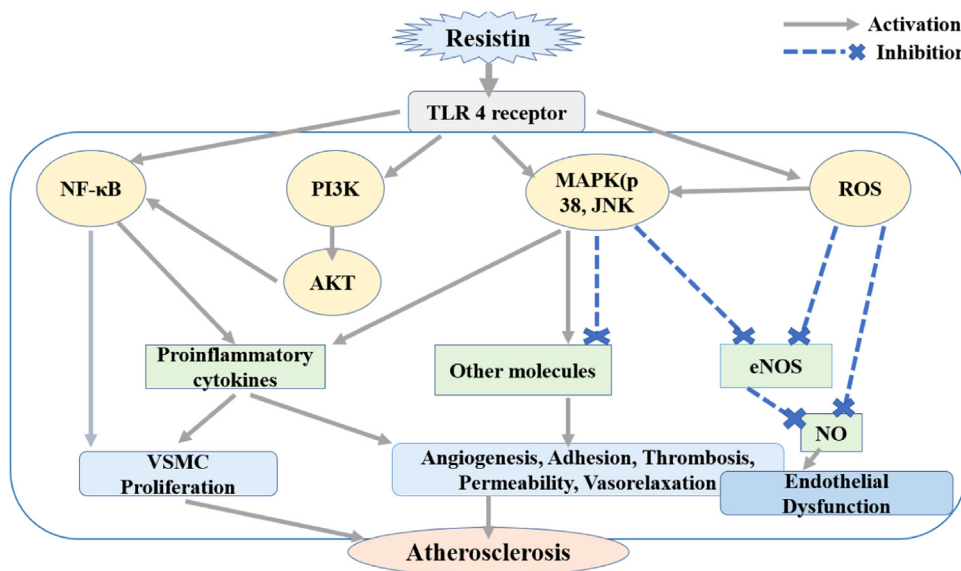 Resistin
Activation
Inhibition
TLR 4 receptor
NF-κB
PI3K
MAPK(p
38, JNK
ROS
AKT
Proinflammatory
cytokines
Other molecules
eNOS
NO
VSMC
Proliferation
Angiogenesis, Adhesion, Thrombosis,
Permeability, Vasorelaxation
Endothelial
Dysfunction
Atherosclerosis